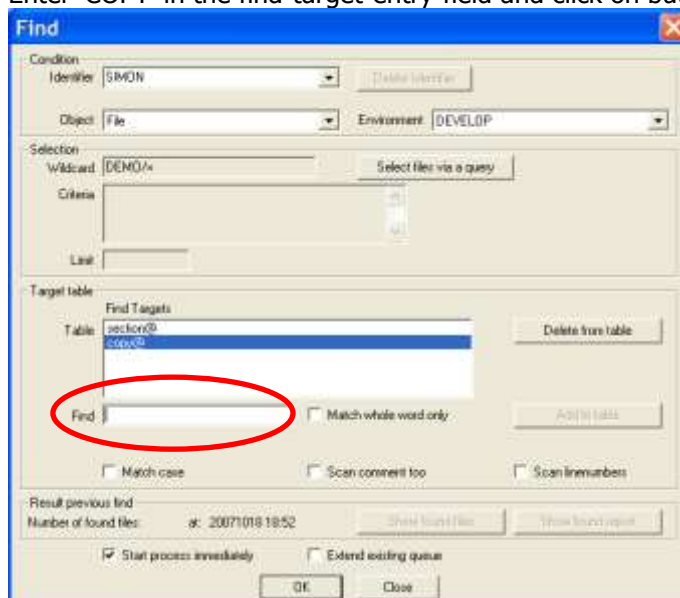 Enter 'COPY' in the find target entry field and click on bu
Find
Condition
Identifier SIMON Delete Identifier
Object File Environment DEVELOP
Selection
Wildcard DEMO/= Select files via a query
Criteria
Limit
Target table
Find Targets
Table section@ Delete from table
copy@
Find Match whole word only Add to table
Match case Scan comment too Scan linenumbers
Result previous find
Number of found files: at: 20071018 18:52 Show found files Show found report
Start process immediately Extend existing queue
OK Close